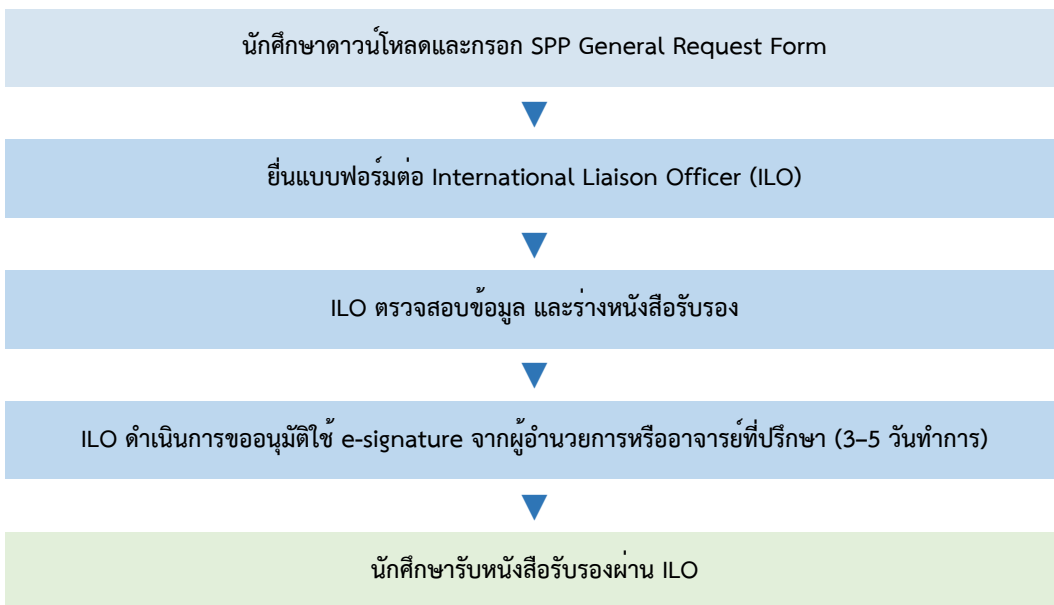 นักศึกษาดาวน์โหลดและกรอก SPP General Request Form
ยื่นแบบฟอร์มต่อ International Liaison Officer (ILO)
ILO ตรวจสอบข้อมูล และร่างหนังสือรับรอง
ILO ดำเนินการขออนุมัติใช้ e-signature จากผู้อำนวยการหรืออาจารย์ที่ปรึกษา (3–5 วันทำการ)
นักศึกษารับหนังสือรับรองผ่าน ILO